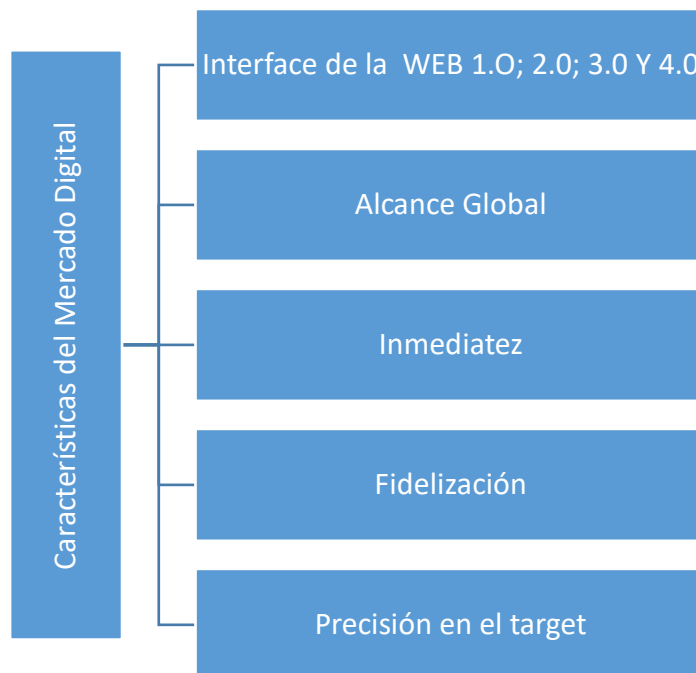 Características del Mercado Digital
Interface de la  WEB 1.O; 2.0; 3.0 Y 4.0
Alcance Global
Inmediatez
Fidelización
Precisión en el target